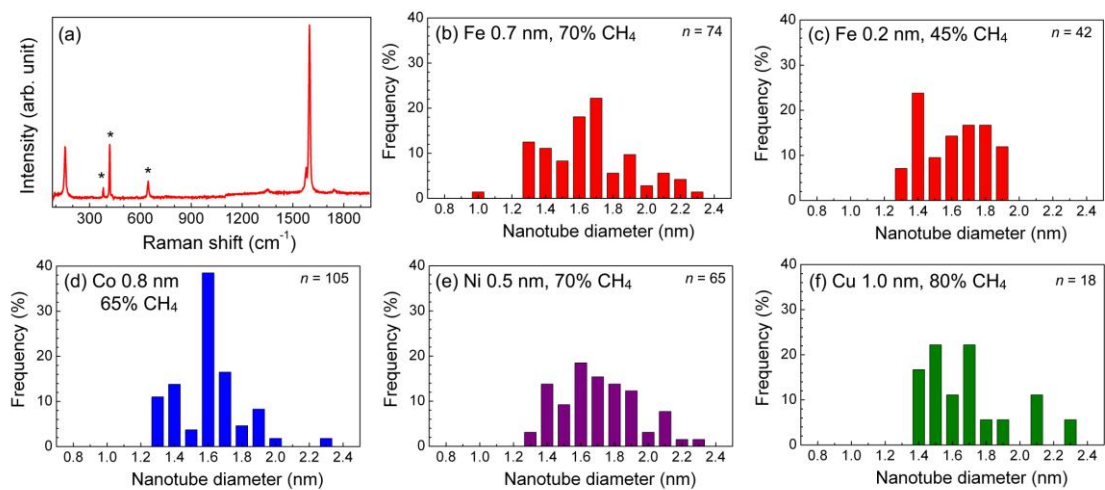 (a)
*
*
*
Intensity (arb. unit)
300 600 900 1200 1500 1800
Raman shift (cm⁻¹)
(b) Fe 0.7 nm, 70% CH₄
n = 74
40
30
20
10
0
Frequency (%)
0.8 1.0 1.2 1.4 1.6 1.8 2.0 2.2 2.4
Nanotube diameter (nm)
(c) Fe 0.2 nm, 45% CH₄
n = 42
40
30
20
10
0
Frequency (%)
0.8 1.0 1.2 1.4 1.6 1.8 2.0 2.2 2.4
Nanotube diameter (nm)
(d) Co 0.8 nm
65% CH₄
n = 105
40
30
20
10
0
Frequency (%)
0.8 1.0 1.2 1.4 1.6 1.8 2.0 2.2 2.4
Nanotube diameter (nm)
(e) Ni 0.5 nm, 70% CH₄
n = 65
40
30
20
10
0
Frequency (%)
0.8 1.0 1.2 1.4 1.6 1.8 2.0 2.2 2.4
Nanotube diameter (nm)
(f) Cu 1.0 nm, 80% CH₄
n = 18
40
30
20
10
0
Frequency (%)
0.8 1.0 1.2 1.4 1.6 1.8 2.0 2.2 2.4
Nanotube diameter (nm)